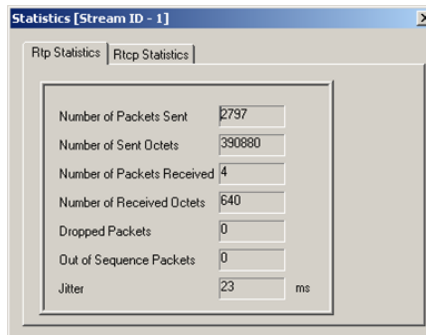 Statistics [Stream ID - 1]
Rtp Statistics Rtcp Statistics
Number of Packets Sent 2797
Number of Sent Octets 390880
Number of Packets Received 4
Number of Received Octets 640
Dropped Packets 0
Out of Sequence Packets 0
Jitter 23 ms